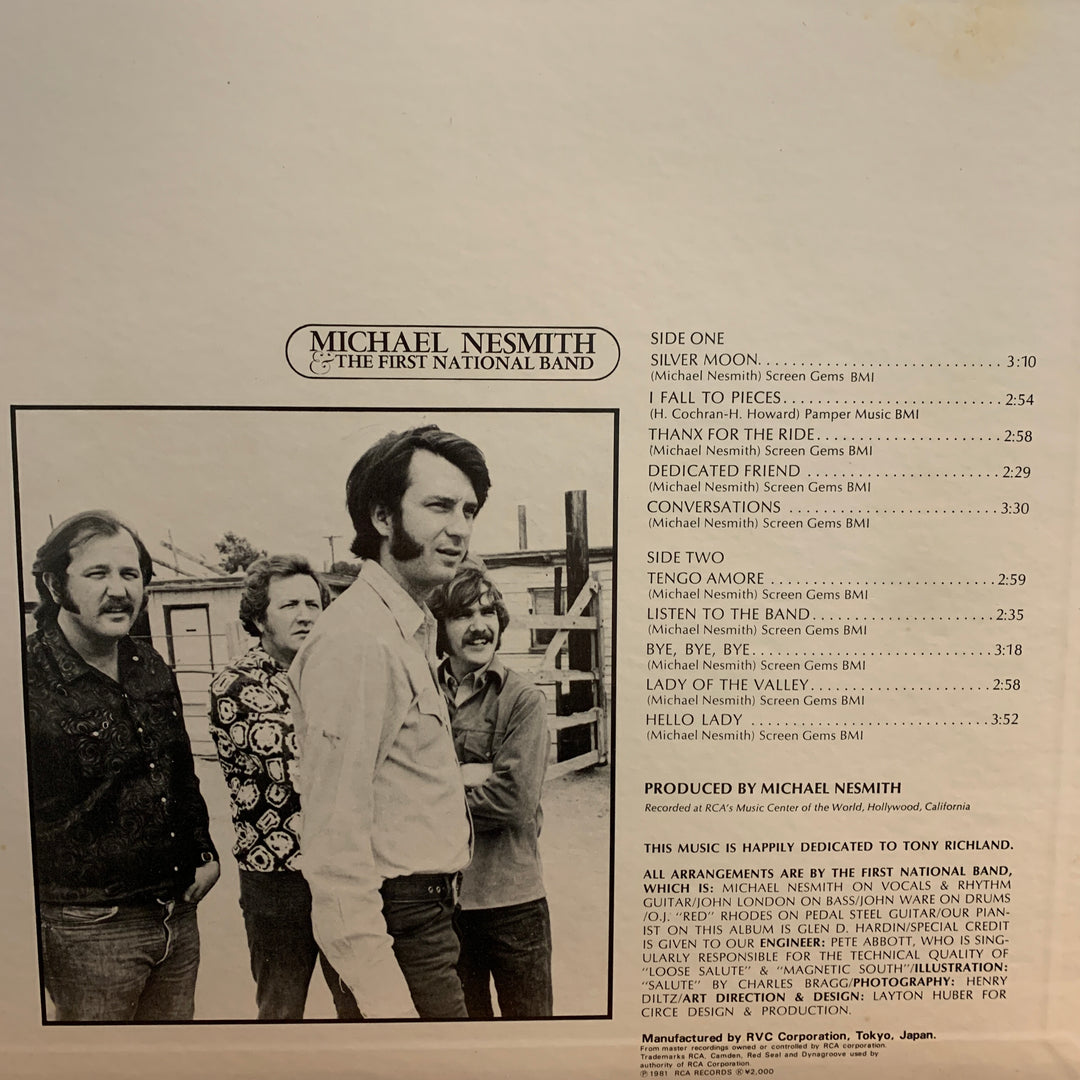 MICHAEL NESMITH
& THE FIRST NATIONAL BAND
SIDE ONE
SILVER MOON............................3:10
(Michael Nesmith) Screen Gems BMI
I FALL TO PIECES..........................2:54
(H. Cochran-H. Howard) Pamper Music BMI
THANX FOR THE RIDE......................2:58
(Michael Nesmith) Screen Gems BMI
DEDICATED FRIEND .......................2:29
(Michael Nesmith) Screen Gems BMI
CONVERSATIONS .........................3:30
(Michael Nesmith) Screen Gems BMI
SIDE TWO
TENGO AMORE ...........................2:59
(Michael Nesmith) Screen Gems BMI
LISTEN TO THE BAND......................2:35
(Michael Nesmith) Screen Gems BMI
BYE, BYE, BYE.............................3:18
(Michael Nesmith) Screen Gems BMI
LADY OF THE VALLEY......................2:58
(Michael Nesmith) Screen Gems BMI
HELLO LADY ............................3:52
(Michael Nesmith) Screen Gems BMI
PRODUCED BY MICHAEL NESMITH
Recorded at RCA's Music Center of the World, Hollywood, California
THIS MUSIC IS HAPPILY DEDICATED TO TONY RICHLAND.
ALL ARRANGEMENTS ARE BY THE FIRST NATIONAL BAND,
WHICH IS: MICHAEL NESMITH ON VOCALS & RHYTHM
GUITAR/JOHN LONDON ON BASS/JOHN WARE ON DRUMS
/O.J. "RED" RHODES ON PEDAL STEEL GUITAR/OUR PIAN-
IST ON THIS ALBUM IS GLEN D. HARDIN/SPECIAL CREDIT
IS GIVEN TO OUR ENGINEER: PETE ABBOTT, WHO IS SING-
ULARLY RESPONSIBLE FOR THE TECHNICAL QUALITY OF
"LOOSE SALUTE" & "MAGNETIC SOUTH"/ILLUSTRATION:
"SALUTE" BY CHARLES BRAGG/PHOTOGRAPHY: HENRY
DILTZ/ART DIRECTION & DESIGN: LAYTON HUBER FOR
CIRCE DESIGN & PRODUCTION.
Manufactured by RVC Corporation, Tokyo, Japan.
From master recordings owned or controlled by RCA corporation.
Trademarks RCA, Camden, Red Seal and Dynagroove used by
authority of RCA Corporation.
Ⓟ1981 RCA RECORDS Ⓡ¥2,000